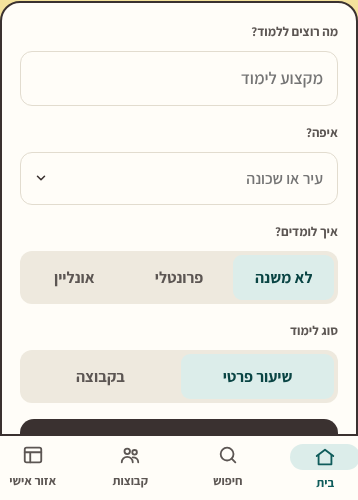 מה רוצים ללמוד?
מקצוע לימוד
איפה?
עיר או שכונה
איך לומדים?
לא משנה פרונטלי אונליין
סוג לימוד
שיעור פרטי בקבוצה
בית חיפוש קבוצות אזור אישי